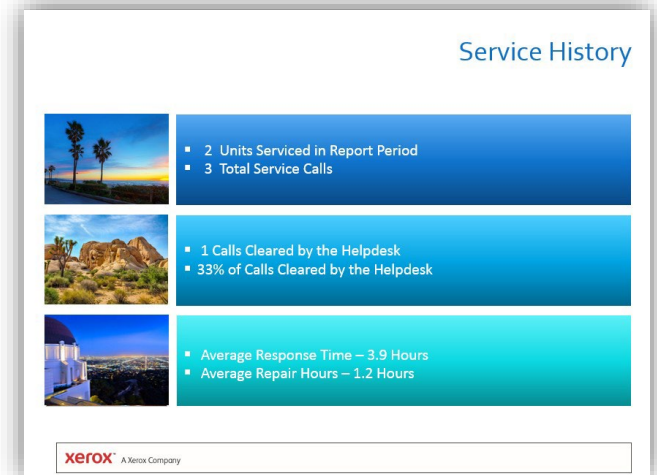 Service History
▪ 2 Units Serviced in Report Period
▪ 3 Total Service Calls
▪ 1 Calls Cleared by the Helpdesk
▪ 33% of Calls Cleared by the Helpdesk
▪ Average Response Time – 3.9 Hours
▪ Average Repair Hours – 1.2 Hours
xerox™ A Xerox Company